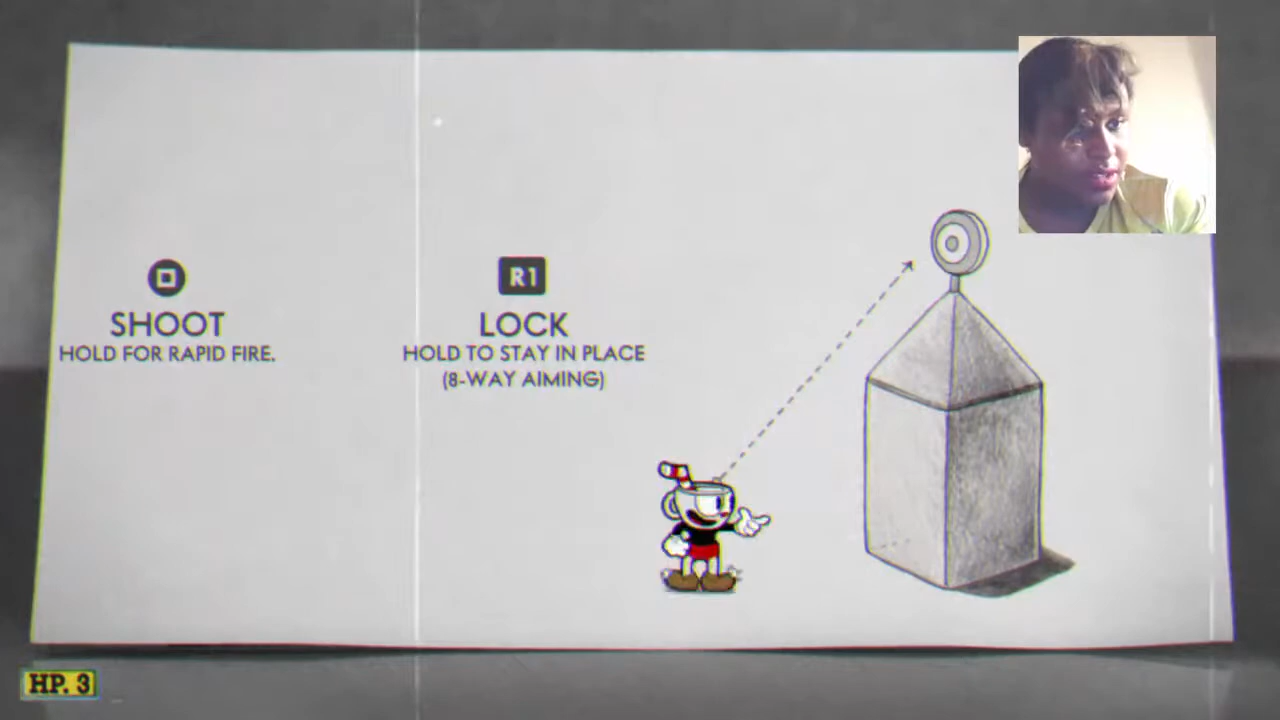 SHOOT
HOLD FOR RAPID FIRE.
R1
LOCK
HOLD TO STAY IN PLACE
(8-WAY AIMING)
HP. 3